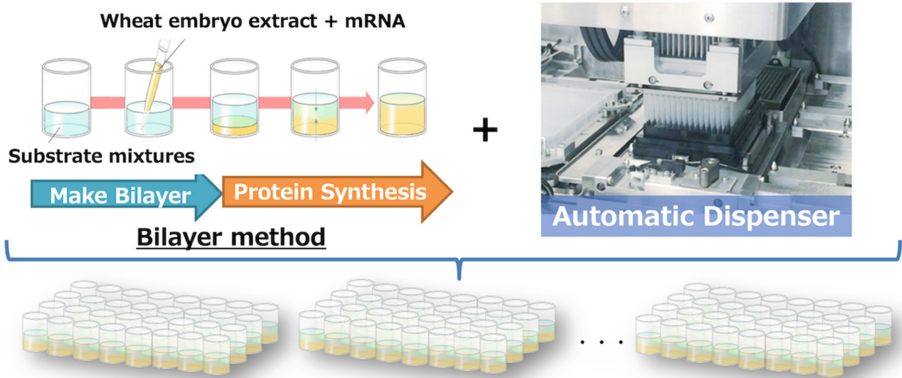 Wheat embryo extract + mRNA
Substrate mixtures
Make Bilayer
Protein Synthesis
Bilayer method
+
Automatic Dispenser
. . .